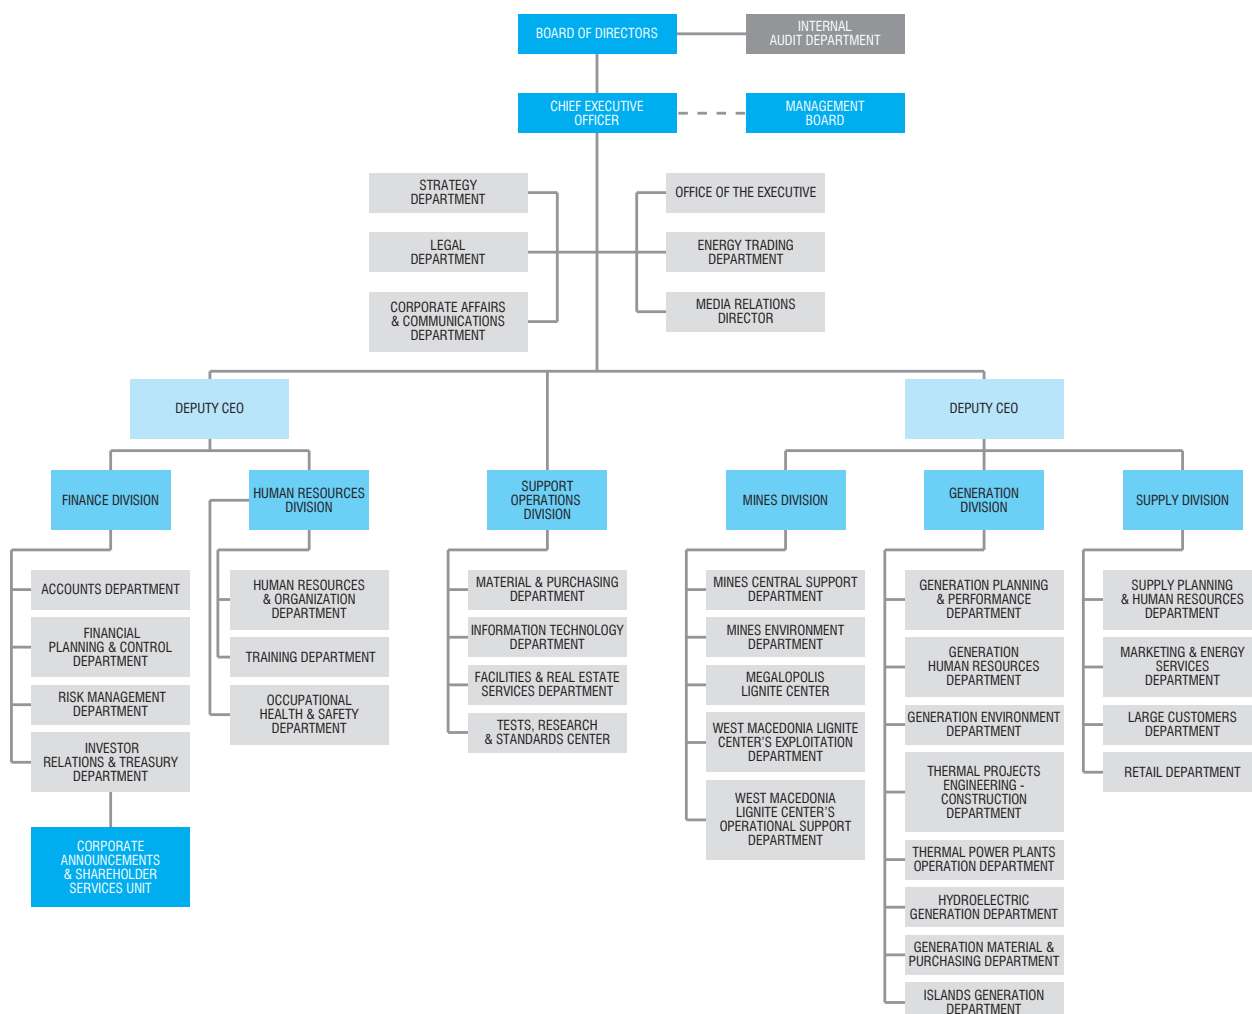 BOARD OF DIRECTORS
INTERNAL
AUDIT DEPARTMENT
CHIEF EXECUTIVE
OFFICER
MANAGEMENT
BOARD
STRATEGY
DEPARTMENT
OFFICE OF THE EXECUTIVE
LEGAL
DEPARTMENT
ENERGY TRADING
DEPARTMENT
CORPORATE AFFAIRS
& COMMUNICATIONS
DEPARTMENT
MEDIA RELATIONS
DIRECTOR
DEPUTY CEO
DEPUTY CEO
FINANCE DIVISION
HUMAN RESOURCES
DIVISION
SUPPORT
OPERATIONS
DIVISION
MINES DIVISION
GENERATION
DIVISION
SUPPLY DIVISION
ACCOUNTS DEPARTMENT
FINANCIAL
PLANNING & CONTROL
DEPARTMENT
RISK MANAGEMENT
DEPARTMENT
INVESTOR
RELATIONS & TREASURY
DEPARTMENT
CORPORATE
ANNOUNCEMENTS
& SHAREHOLDER
SERVICES UNIT
HUMAN RESOURCES
& ORGANIZATION
DEPARTMENT
TRAINING DEPARTMENT
OCCUPATIONAL
HEALTH & SAFETY
DEPARTMENT
MATERIAL & PURCHASING
DEPARTMENT
INFORMATION TECHNOLOGY
DEPARTMENT
FACILITIES & REAL ESTATE
SERVICES DEPARTMENT
TESTS, RESEARCH
& STANDARDS CENTER
MINES CENTRAL SUPPORT
DEPARTMENT
MINES ENVIRONMENT
DEPARTMENT
MEGALOPOLIS
LIGNITE CENTER
WEST MACEDONIA LIGNITE
CENTER'S EXPLOITATION
DEPARTMENT
WEST MACEDONIA
LIGNITE CENTER'S
OPERATIONAL SUPPORT
DEPARTMENT
GENERATION PLANNING
& PERFORMANCE
DEPARTMENT
GENERATION
HUMAN RESOURCES
DEPARTMENT
GENERATION ENVIRONMENT
DEPARTMENT
THERMAL PROJECTS
ENGINEERING -
CONSTRUCTION
DEPARTMENT
THERMAL POWER PLANTS
OPERATION DEPARTMENT
HYDROELECTRIC
GENERATION DEPARTMENT
GENERATION MATERIAL &
PURCHASING DEPARTMENT
ISLANDS GENERATION
DEPARTMENT
SUPPLY PLANNING
& HUMAN RESOURCES
DEPARTMENT
MARKETING & ENERGY
SERVICES
DEPARTMENT
LARGE CUSTOMERS
DEPARTMENT
RETAIL DEPARTMENT